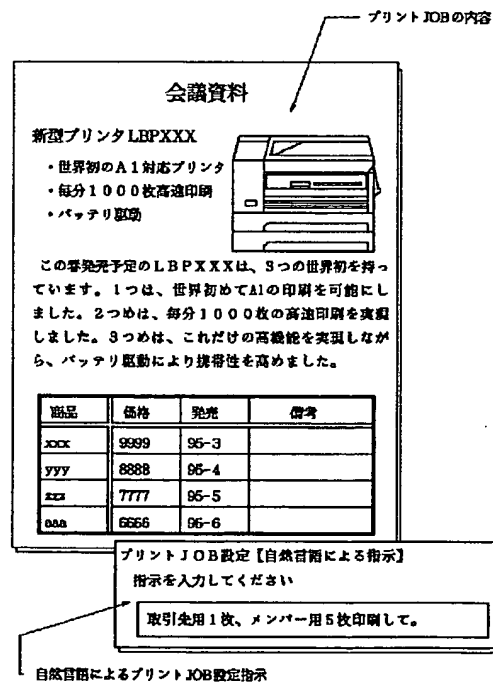 プリントJOBの内容
会議資料
新型プリンタLBPXXX
・世界初のA1対応プリンタ
・毎分1000枚高速印刷
・バッテリ駆動
この春発売予定のLBPXXXは、3つの世界初を持っ
ています。1つは、世界初めてA1の印刷を可能にし
ました。2つめは、毎分1000枚の高速印刷を実現
しました。3つめは、これだけの高機能を実現しなが
ら、バッテリ駆動により携帯性を高めました。
商品 価格 発売 備考
xxx 9999 95-3
yyy 8888 95-4
zzz 7777 95-5
aaa 6666 95-6
プリントJOB設定【自然言語による指示】
指示を入力してください
取引先用1枚、メンバー用5枚印刷して。
自然言語によるプリントJOB設定指示